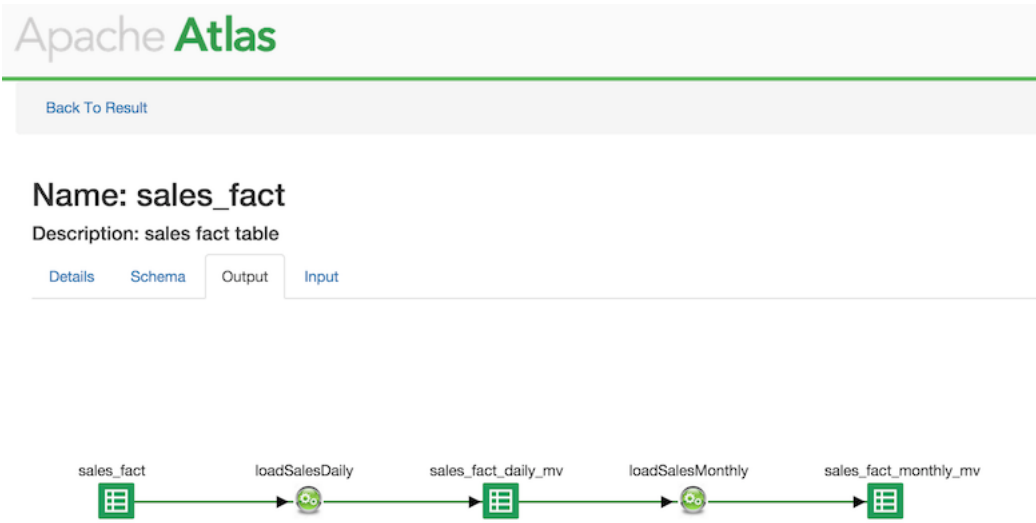 Apache Atlas
Back To Result
Name: sales_fact
Description: sales fact table
Details Schema Output Input
sales_fact loadSalesDaily sales_fact_daily_mv loadSalesMonthly sales_fact_monthly_mv